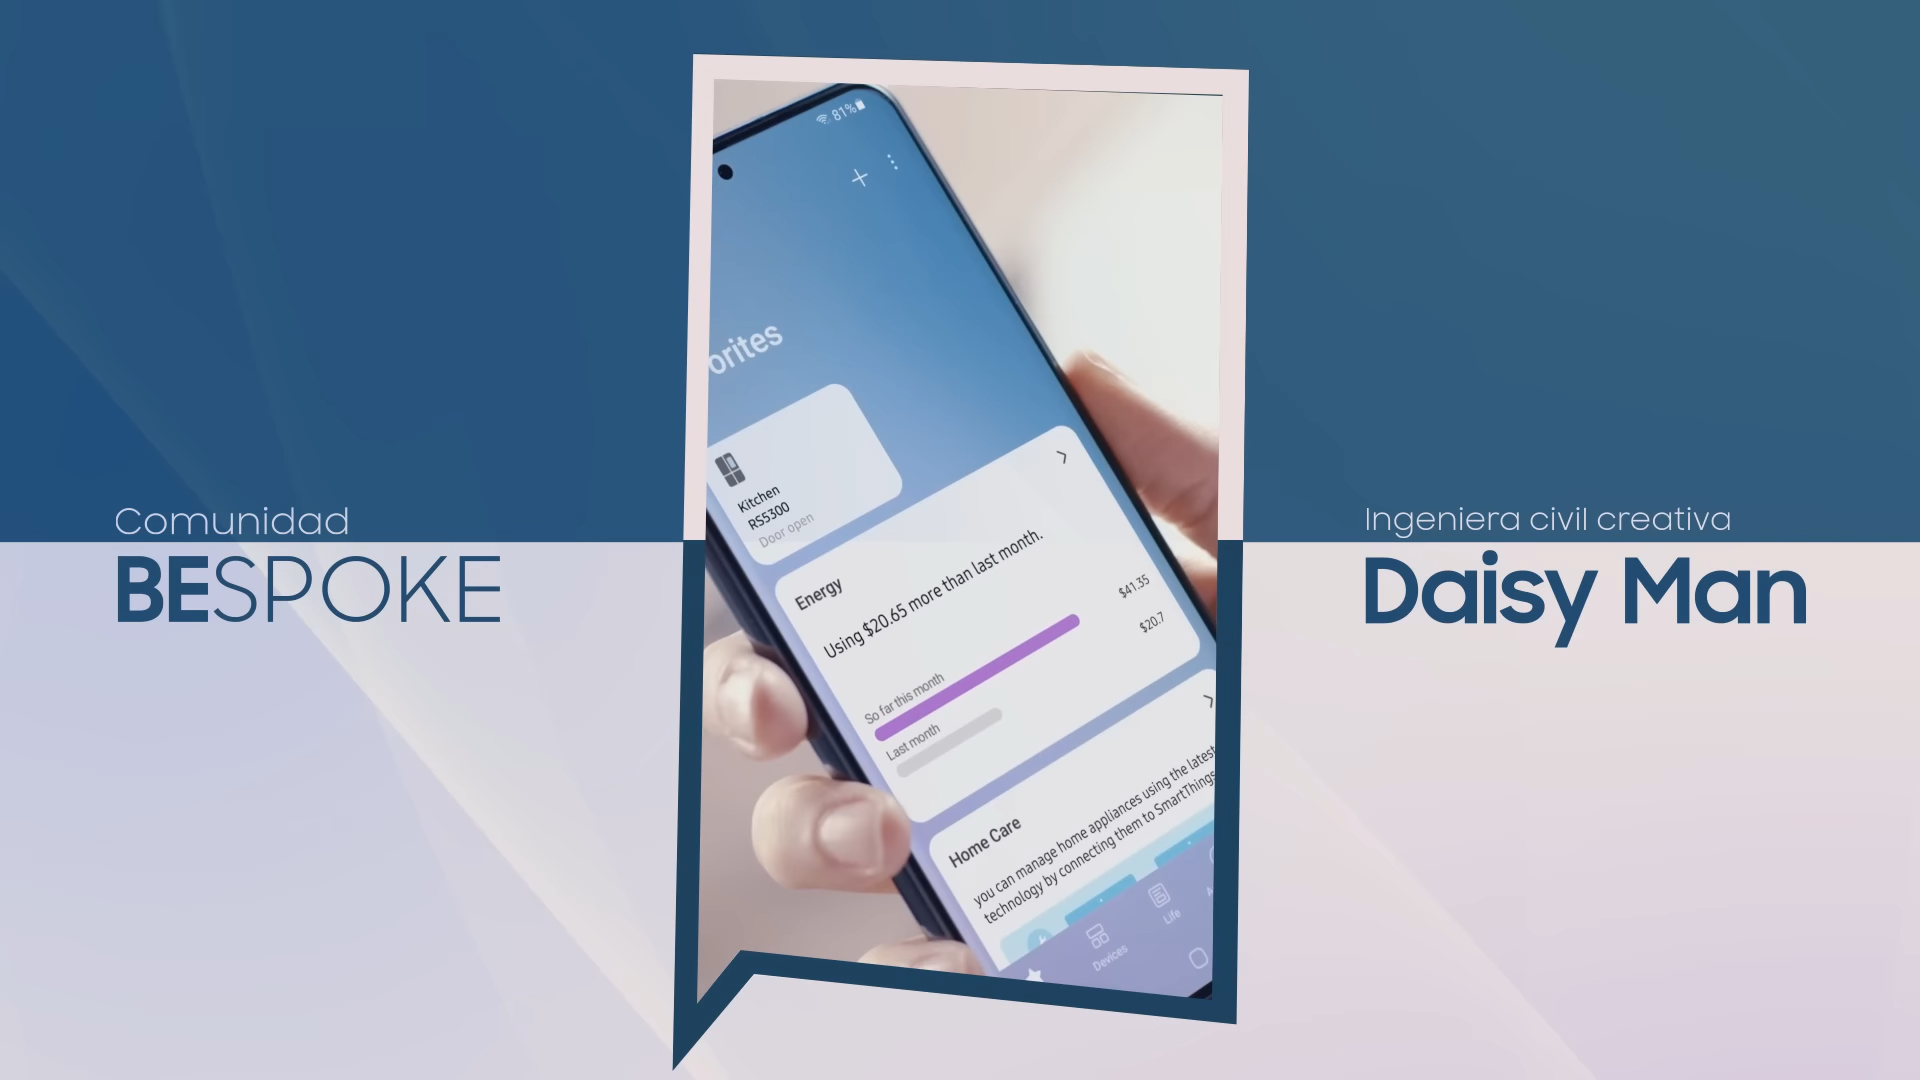 Comunidad
BESPOKE
81%
orites
Kitchen
RS5300
Door open
Energy
Using $20.65 more than last month.
$41.35
$20.7
So far this month
Last month
Home Care
you can manage home appliances using the latest
technology by connecting them to SmartThings
Devices
Life
Ingeniera civil creativa
Daisy Man